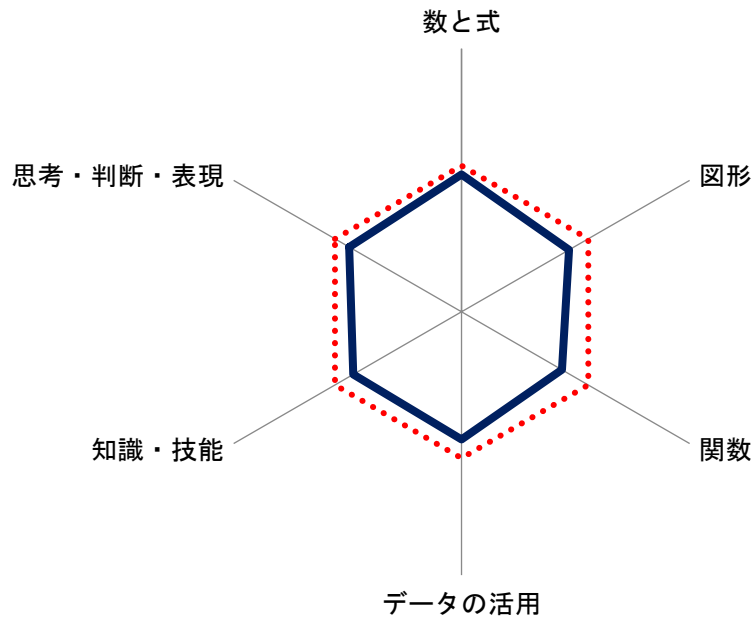 数と式
思考・判断・表現
図形
知識・技能
関数
データの活用